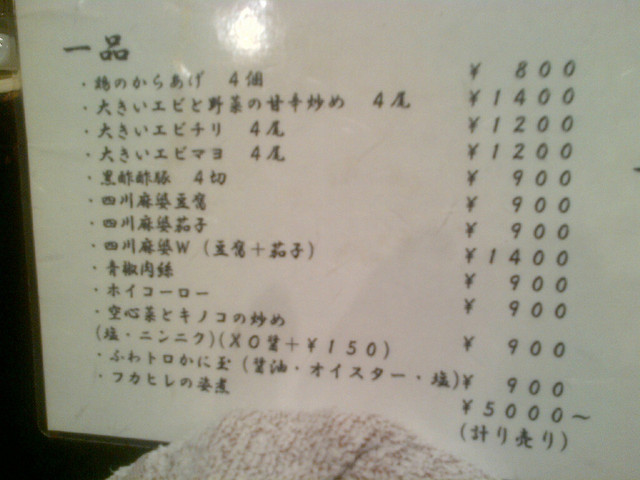 一品
・鶏のからあげ 4個 ¥ 800
・大きいエビと野菜の甘辛炒め 4尾 ¥1400
・大きいエビチリ 4尾 ¥1200
・大きいエビマヨ 4尾 ¥1200
・黒酢酢豚 4切 ¥ 900
・四川麻婆豆腐 ¥ 900
・四川麻婆茄子 ¥ 900
・四川麻婆W(豆腐+茄子) ¥1400
・青椒肉絲 ¥ 900
・ホイコーロー ¥ 900
・空心菜とキノコの炒め
(塩・ニンニク)(XO醤+¥150) ¥ 900
・ふわトロかに玉(醤油・オイスター・塩) ¥ 900
・フカヒレの姿煮 ¥5000~
(計り売り)